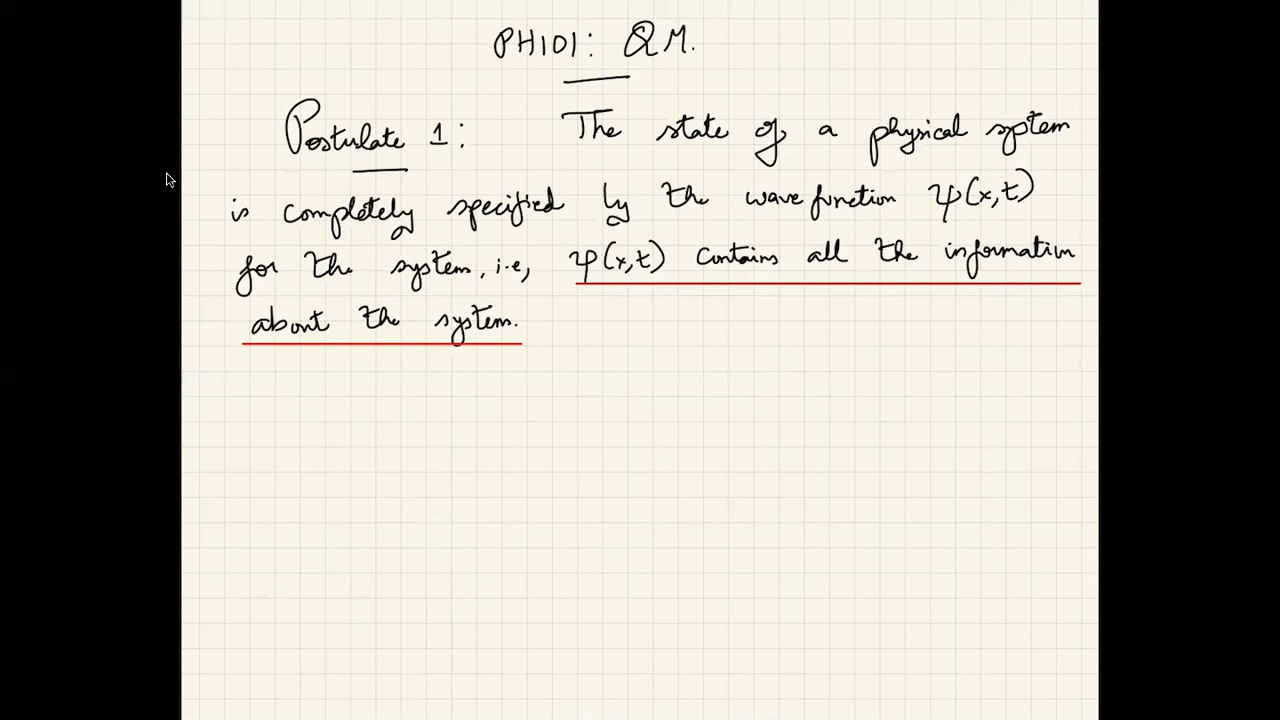 PH101: QM.
Postulate 1: The state of a physical system
is completely specified by the wave function ψ(x,t)
for the system, i.e, ψ(x,t) contains all the information
about the system.